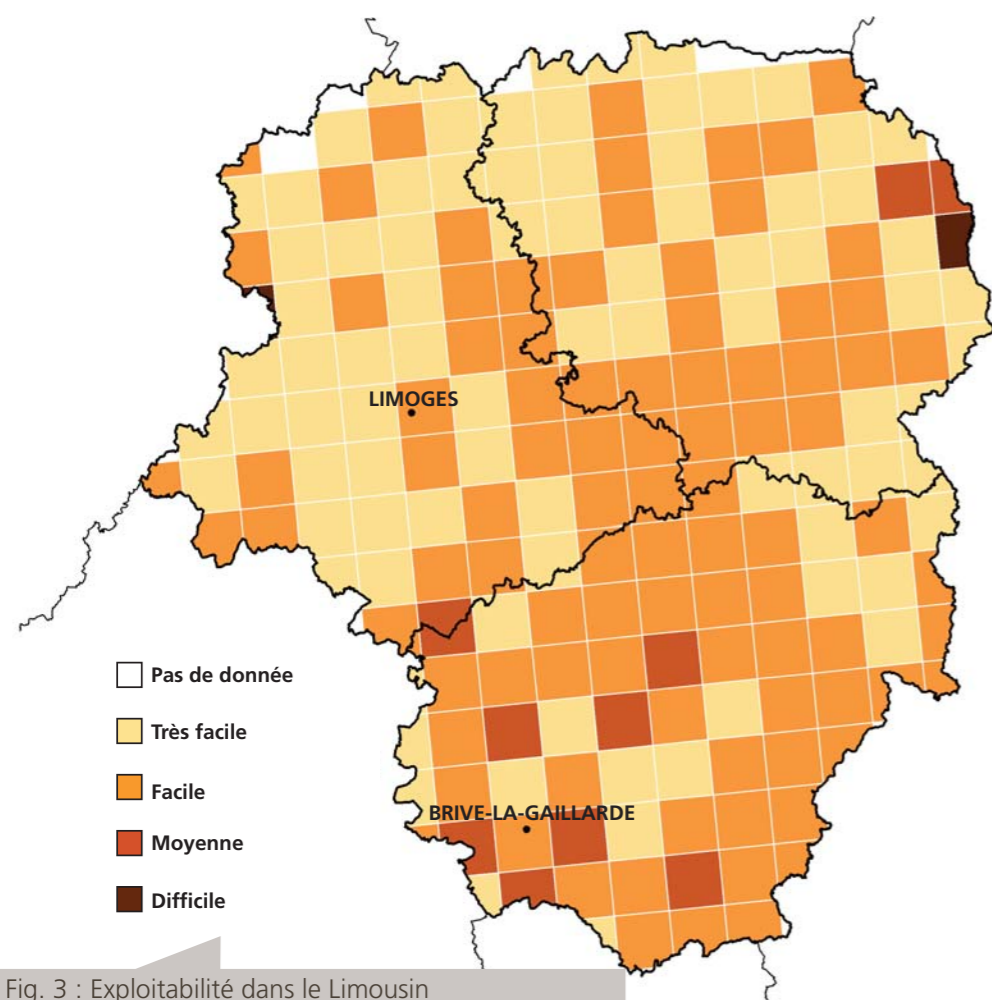 LIMOGES
Pas de donnée
Très facile
Facile
BRIVE-LA-GAILLARDE
Moyenne
Difficile
Fig. 3 : Exploitabilité dans le Limousin